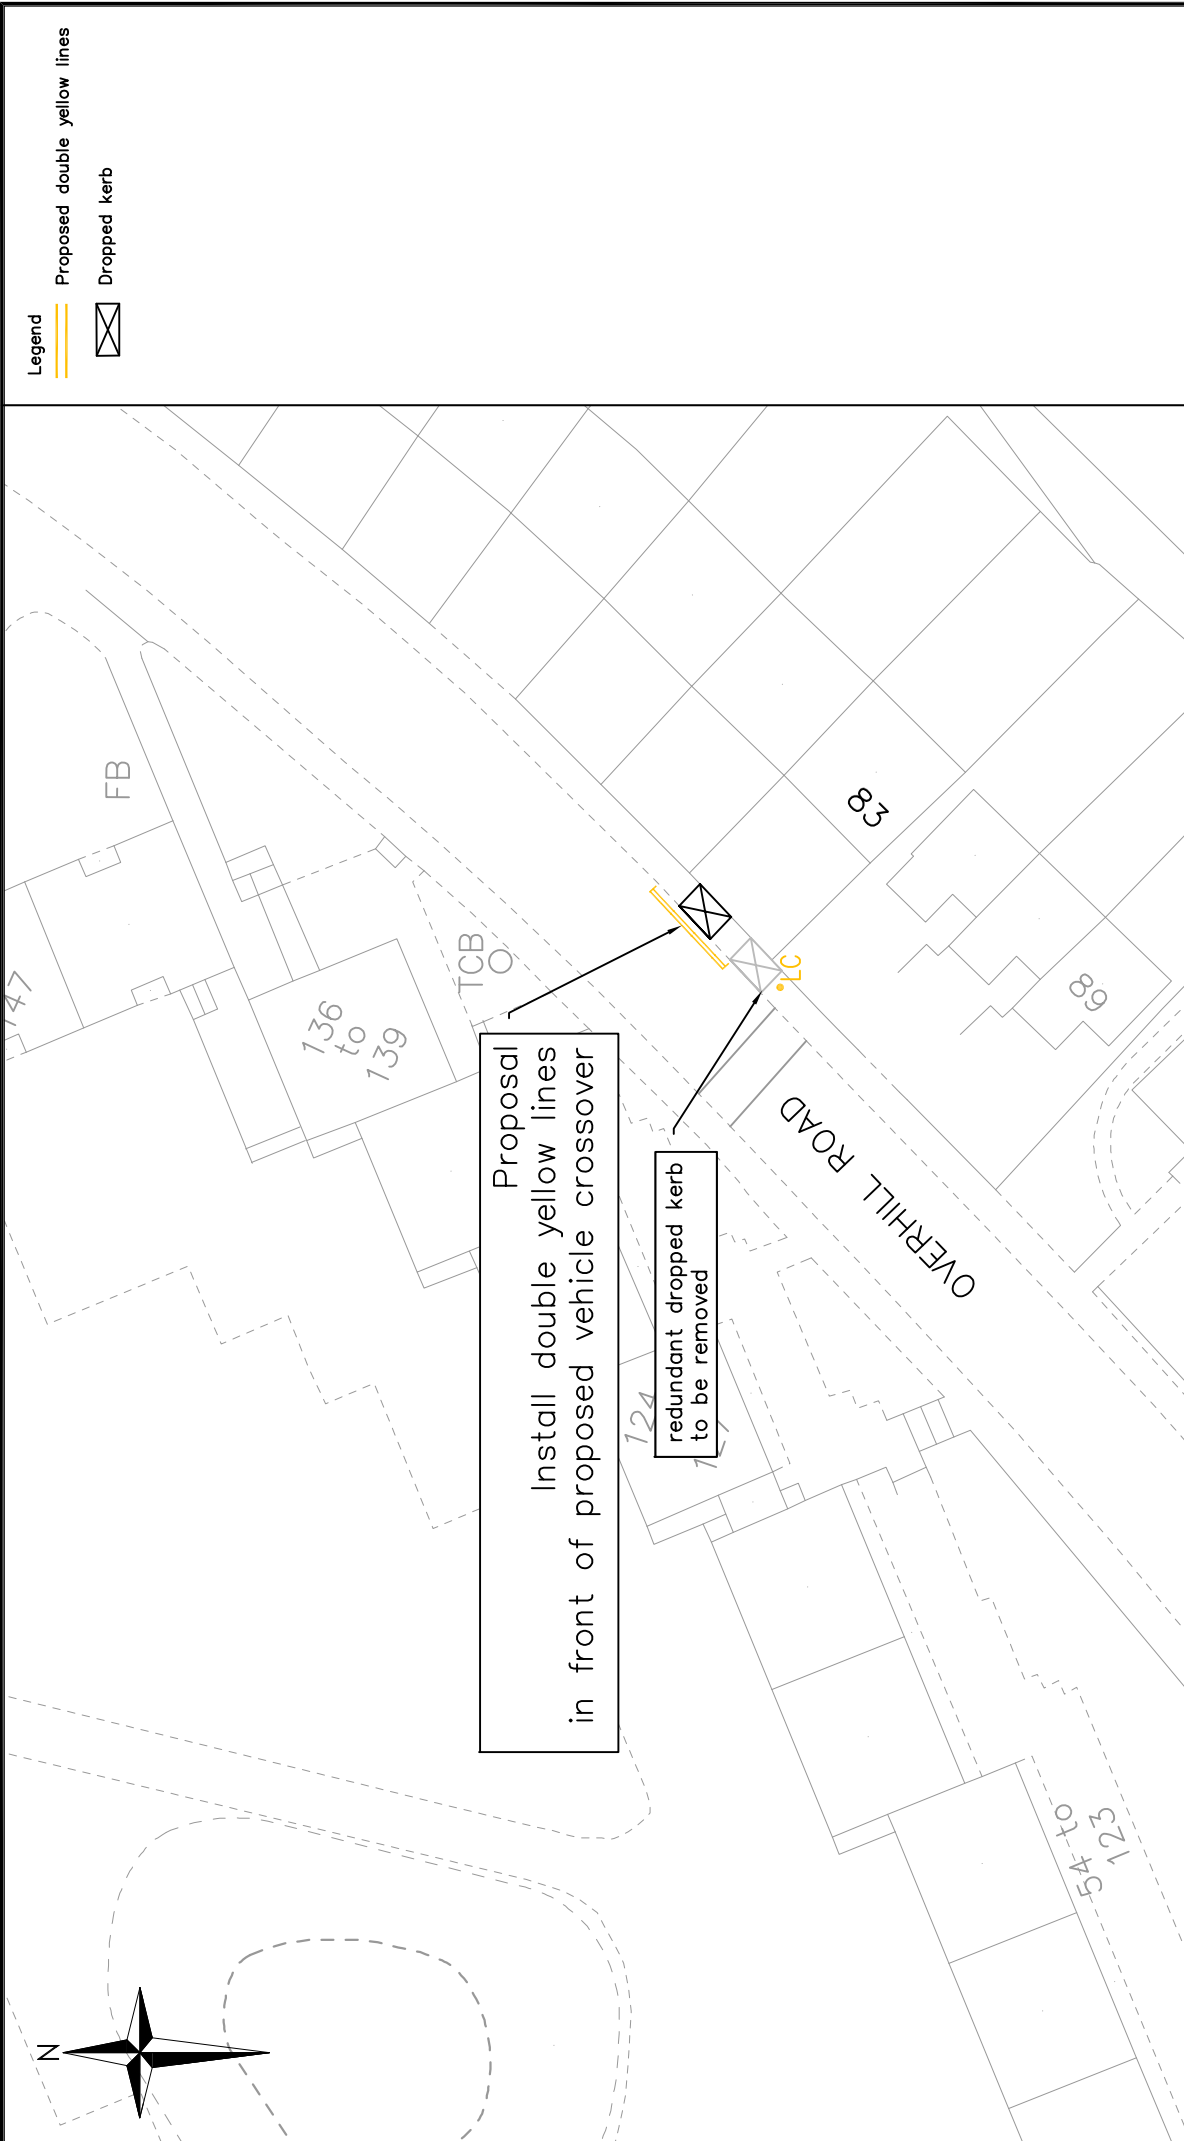 Legend
Proposed double yellow lines
Dropped kerb
N
Proposal
Install double yellow lines
in front of proposed vehicle crossover
redundant dropped kerb
to be removed
OVERHILL ROAD
LC
83
89
FB
TCB
136
to
139
147
124
54 to
123